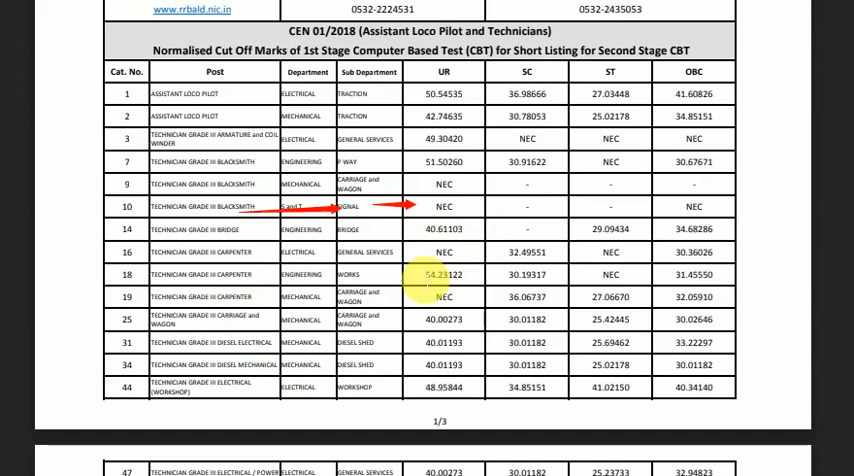 www.rrbald.nic.in 0532-2224531 0532-2435053
CEN 01/2018 (Assistant Loco Pilot and Technicians)
Normalised Cut Off Marks of 1st Stage Computer Based Test (CBT) for Short Listing for Second Stage CBT
Cat. No. Post Department Sub Department UR SC ST OBC
1 ASSISTANT LOCO PILOT ELECTRICAL TRACTION 50.54535 36.98666 27.03448 41.60826
2 ASSISTANT LOCO PILOT MECHANICAL TRACTION 42.74635 30.78053 25.02178 34.85151
3 TECHNICIAN GRADE III ARMATURE and COIL WINDER ELECTRICAL GENERAL SERVICES 49.30420 NEC NEC NEC
7 TECHNICIAN GRADE III BLACKSMITH ENGINEERING P WAY 51.50260 30.91622 NEC 30.67671
9 TECHNICIAN GRADE III BLACKSMITH MECHANICAL CARRIAGE and WAGON NEC - - -
10 TECHNICIAN GRADE III BLACKSMITH S and T SIGNAL NEC - - NEC
14 TECHNICIAN GRADE III BRIDGE ENGINEERING BRIDGE 40.61103 - 29.09434 34.68286
16 TECHNICIAN GRADE III CARPENTER ELECTRICAL GENERAL SERVICES NEC 32.49551 NEC 30.36026
18 TECHNICIAN GRADE III CARPENTER ENGINEERING WORKS 54.23122 30.19317 NEC 31.45550
19 TECHNICIAN GRADE III CARPENTER MECHANICAL CARRIAGE and WAGON NEC 36.06737 27.06670 32.05910
25 TECHNICIAN GRADE III CARRIAGE and WAGON MECHANICAL CARRIAGE and WAGON 40.00273 30.01182 25.42445 30.02646
31 TECHNICIAN GRADE III DIESEL ELECTRICAL MECHANICAL DIESEL SHED 40.01193 30.01182 25.69462 33.22297
34 TECHNICIAN GRADE III DIESEL MECHANICAL MECHANICAL DIESEL SHED 40.01193 30.01182 25.02178 30.01182
44 TECHNICIAN GRADE III ELECTRICAL (WORKSHOP) ELECTRICAL WORKSHOP 48.95844 34.85151 41.02150 40.34140
1/3
47 TECHNICIAN GRADE III ELECTRICAL / POWER ELECTRICAL GENERAL SERVICES 40.00273 30.01182 25.23733 32.94823